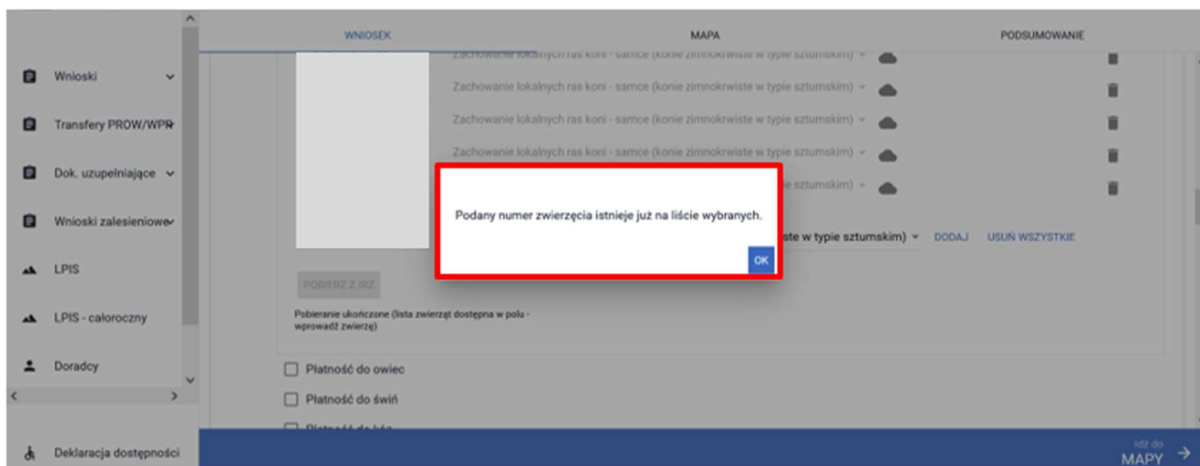 WNIOSEK
MAPA
PODSUMOWANIE
Wnioski
Transfery PROW/WPR
Dok. uzupełniające
Wnioski zalesieniowe
LPIS
LPIS - całoroczny
Doradcy
Deklaracja dostępności
Zachowanie lokalnych ras koni - samce (konie zimnokrwiste w typie sztumskim)
Zachowanie lokalnych ras koni - samce (konie zimnokrwiste w typie sztumskim)
Zachowanie lokalnych ras koni - samce (konie zimnokrwiste w typie sztumskim)
Zachowanie lokalnych ras koni - samce (konie zimnokrwiste w typie sztumskim)
sztumskim)
Podany numer zwierzęcia istnieje już na liście wybranych.
OK
w typie sztumskim) DODAJ USUŃ WSZYSTKIE
POBIERZ Z IRZ
Pobieranie ukończone (lista zwierząt dostępna w polu -
wprowadź zwierzę)
Płatność do owiec
Płatność do świń
Płatność do kóz
Idź do
MAPY